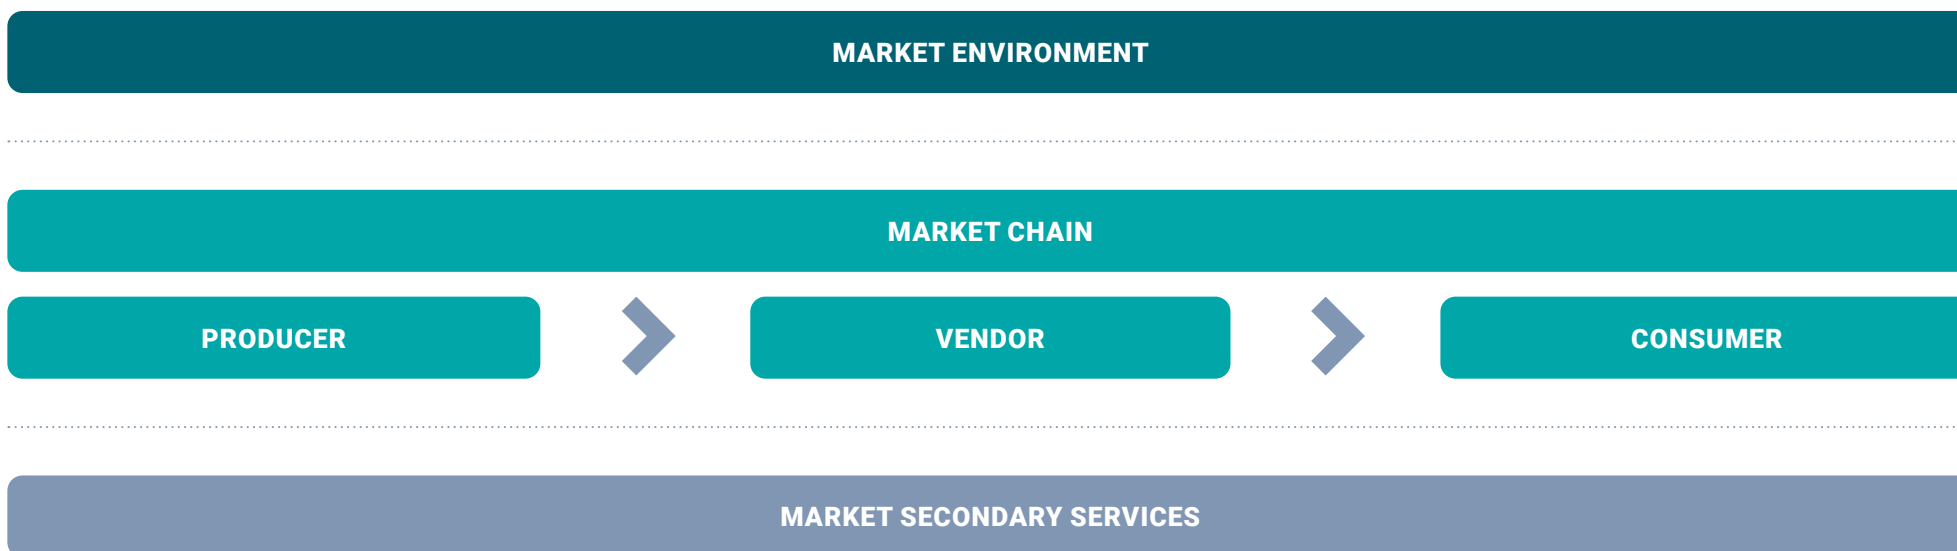 MARKET ENVIRONMENT
MARKET CHAIN
PRODUCER
VENDOR
CONSUMER
MARKET SECONDARY SERVICES